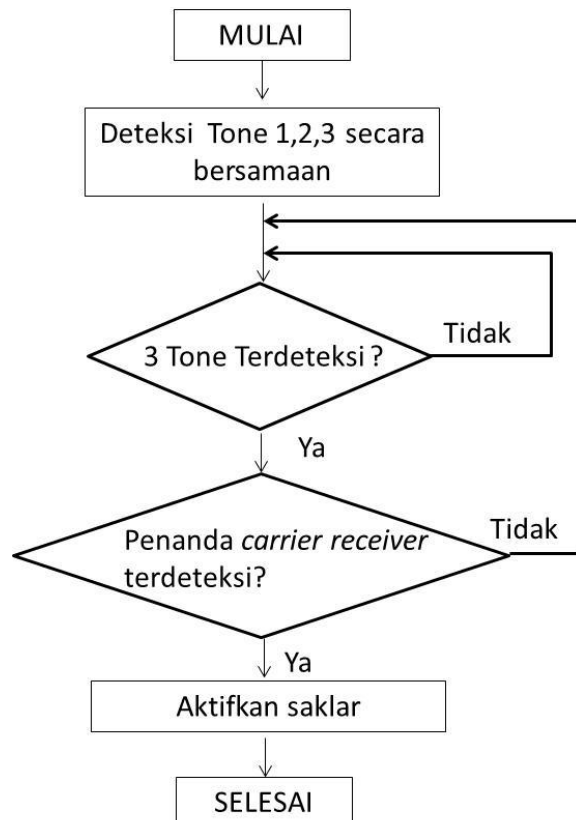 MULAI
Deteksi Tone 1,2,3 secara
bersamaan
3 Tone Terdeteksi ?
Tidak
Ya
Penanda carrier receiver
terdeteksi?
Tidak
Ya
Aktifkan saklar
SELESAI